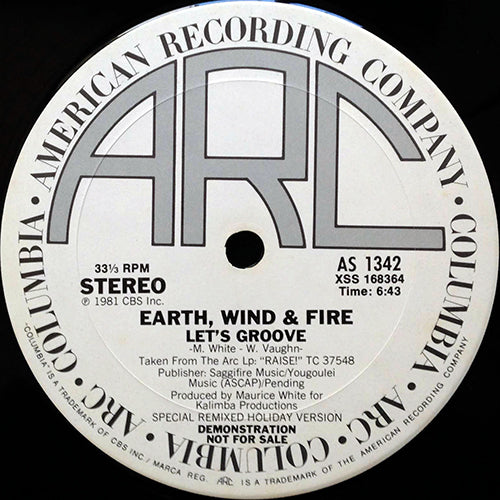 AMERICAN RECORDING COMPANY • COLUMBIA • ARC • COLUMBIA • ARC • COLUMBIA •
ARC
33⅓ RPM
STEREO
℗ 1981 CBS Inc.
AS 1342
XSS 168364
Time: 6:43
EARTH, WIND & FIRE
LET'S GROOVE
-M. White - W. Vaughn-
Taken From The Arc Lp: "RAISE!" TC 37548
Publisher: Saggifire Music/Yougoulei
Music (ASCAP)/Pending
Produced by Maurice White for
Kalimba Productions
SPECIAL REMIXED HOLIDAY VERSION
DEMONSTRATION
NOT FOR SALE
"COLUMBIA" IS A TRADEMARK OF CBS INC./ MARCA REG. ARC IS A TRADEMARK OF THE AMERICAN RECORDING COMPANY